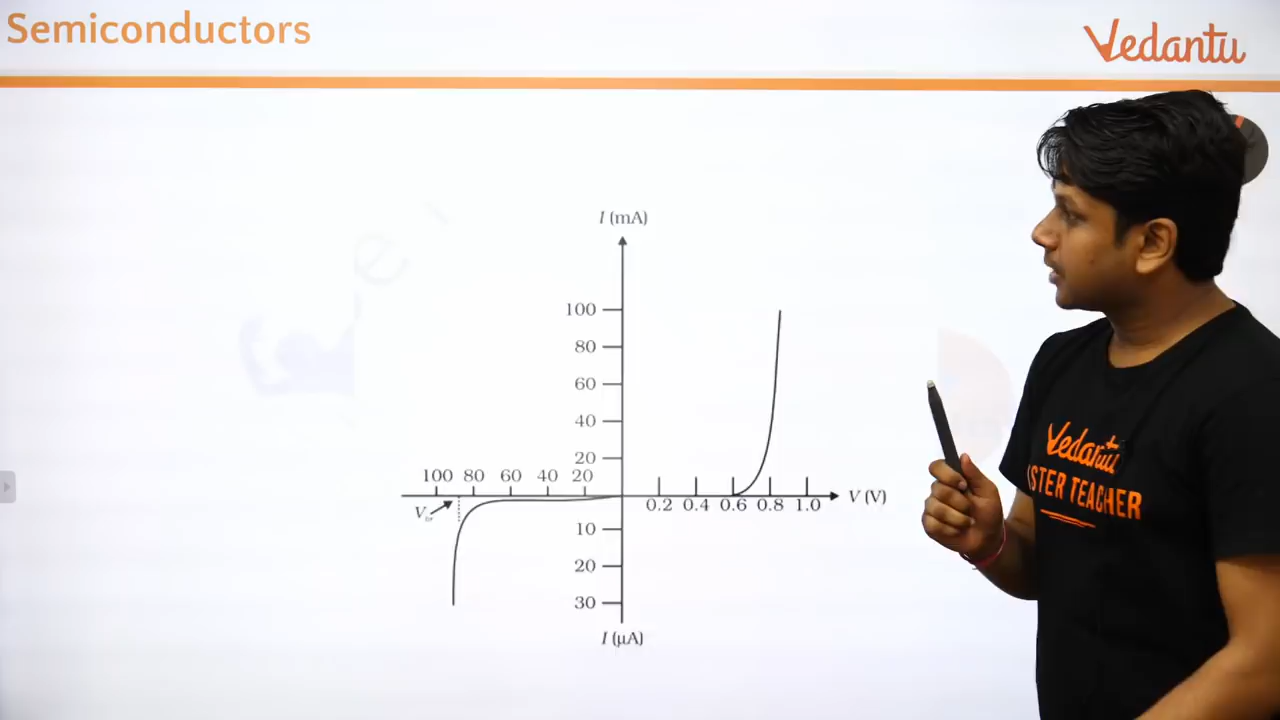 Semiconductors
Vedantu
I (mA)
100
80
60
40
20
100 80 60 40 20
0.2 0.4 0.6 0.8 1.0
V (V)
Vbr
10
20
30
I (μA)
Vedantu
STER TEACHER